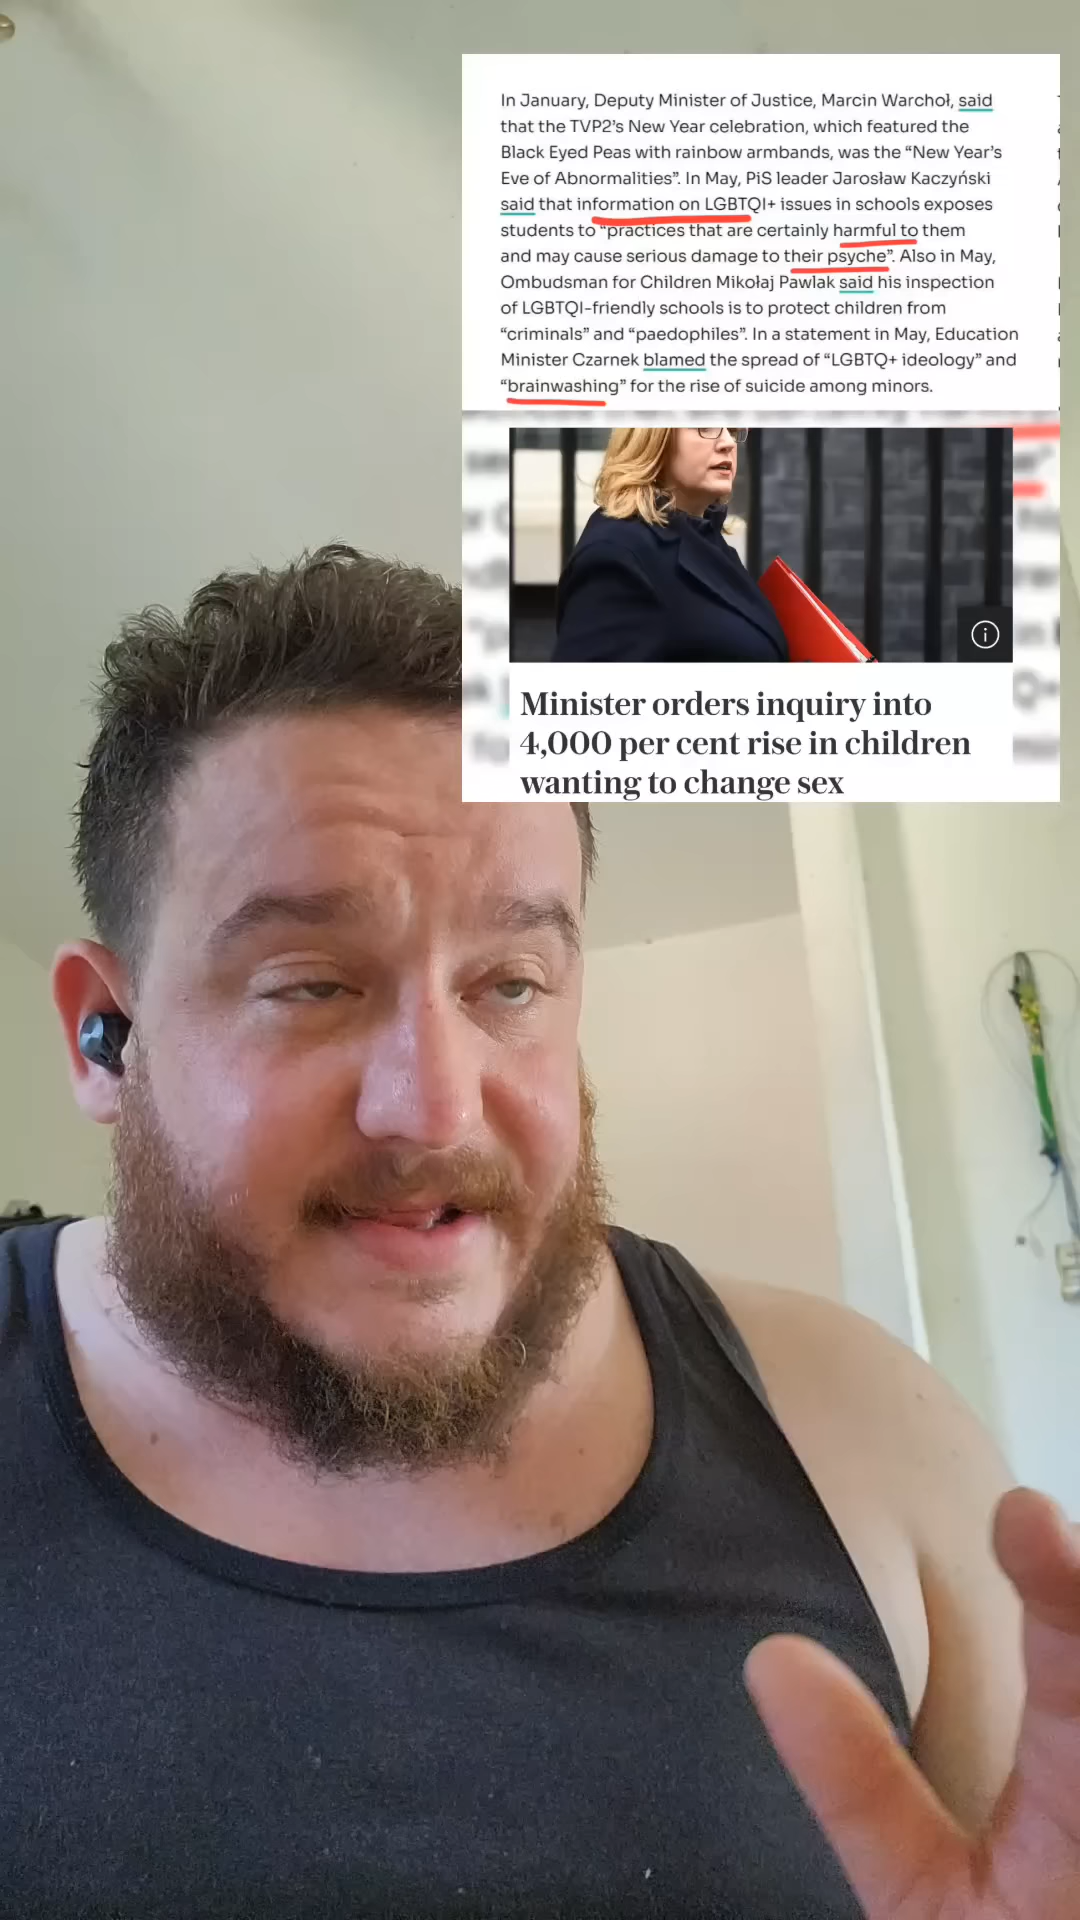 In January, Deputy Minister of Justice, Marcin Warchoł, said
that the TVP2’s New Year celebration, which featured the
Black Eyed Peas with rainbow armbands, was the “New Year’s
Eve of Abnormalities”. In May, PiS leader Jarosław Kaczyński
said that information on LGBTQI+ issues in schools exposes
students to “practices that are certainly harmful to them
and may cause serious damage to their psyche”. Also in May,
Ombudsman for Children Mikołaj Pawlak said his inspection
of LGBTQI-friendly schools is to protect children from
“criminals” and “paedophiles”. In a statement in May, Education
Minister Czarnek blamed the spread of “LGBTQ+ ideology” and
“brainwashing” for the rise of suicide among minors.
Minister orders inquiry into
4,000 per cent rise in children
wanting to change sex